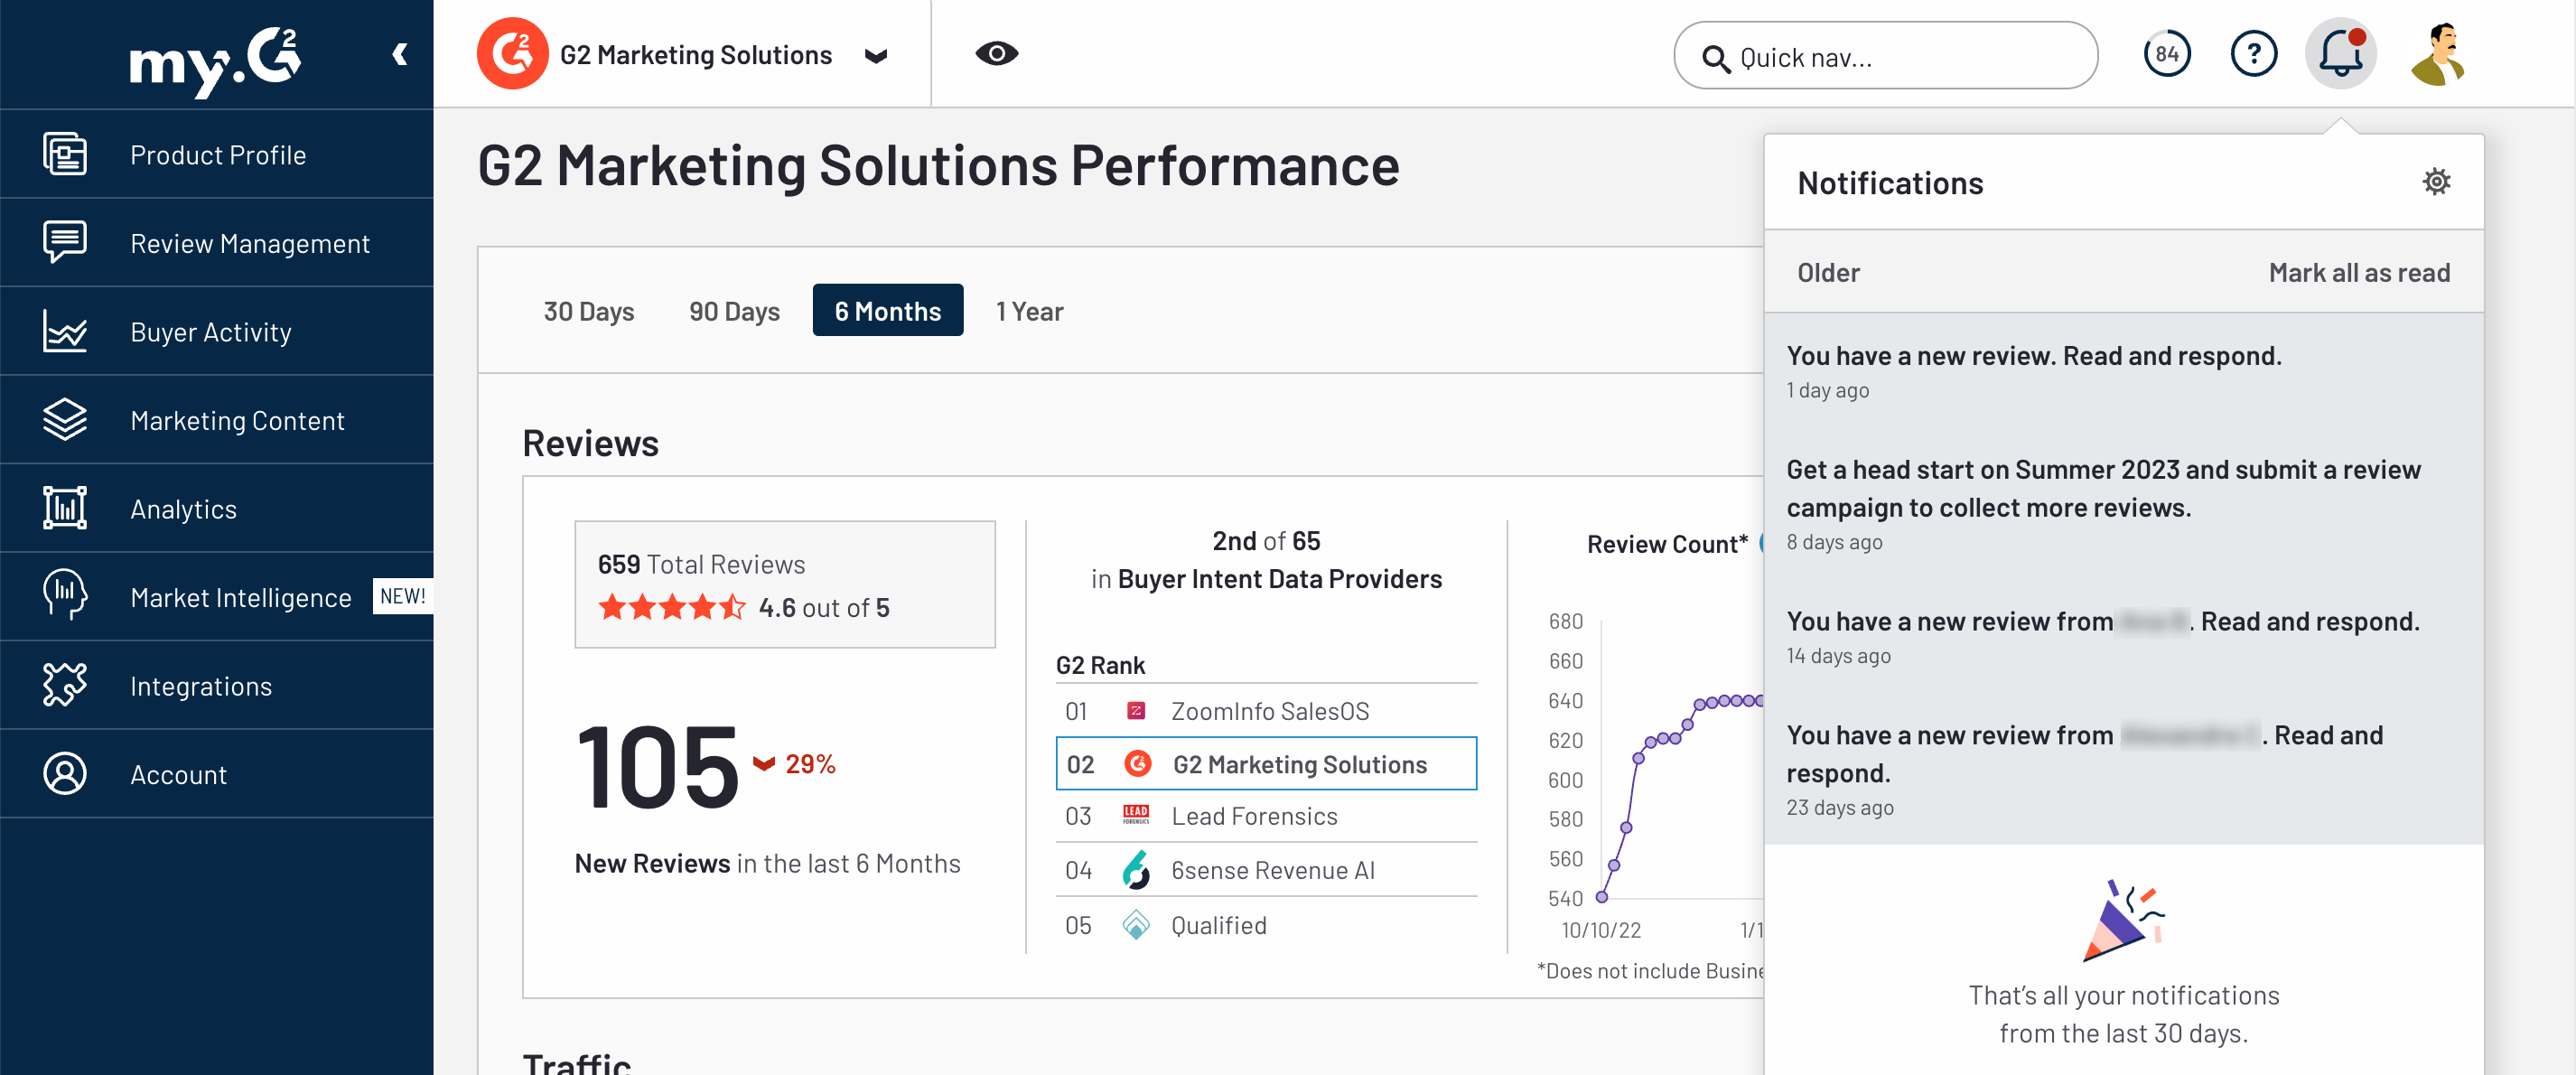 my.G2
G2 Marketing Solutions
Quick nav...
84
?
Product Profile
Review Management
Buyer Activity
Marketing Content
Analytics
Market Intelligence NEW!
Integrations
Account
G2 Marketing Solutions Performance
30 Days 90 Days 6 Months 1 Year
Reviews
659 Total Reviews
4.6 out of 5
105 29%
New Reviews in the last 6 Months
2nd of 65
in Buyer Intent Data Providers
G2 Rank
01 ZoomInfo SalesOS
02 G2 Marketing Solutions
03 LEAD FORENSICS Lead Forensics
04 6sense Revenue AI
05 Qualified
Review Count*
680
660
640
620
600
580
560
540
10/10/22 1/1
*Does not include Busine
Traffic
Notifications
Older Mark all as read
You have a new review. Read and respond.
1 day ago
Get a head start on Summer 2023 and submit a review
campaign to collect more reviews.
8 days ago
You have a new review from . Read and respond.
14 days ago
You have a new review from . Read and
respond.
23 days ago
That's all your notifications
from the last 30 days.